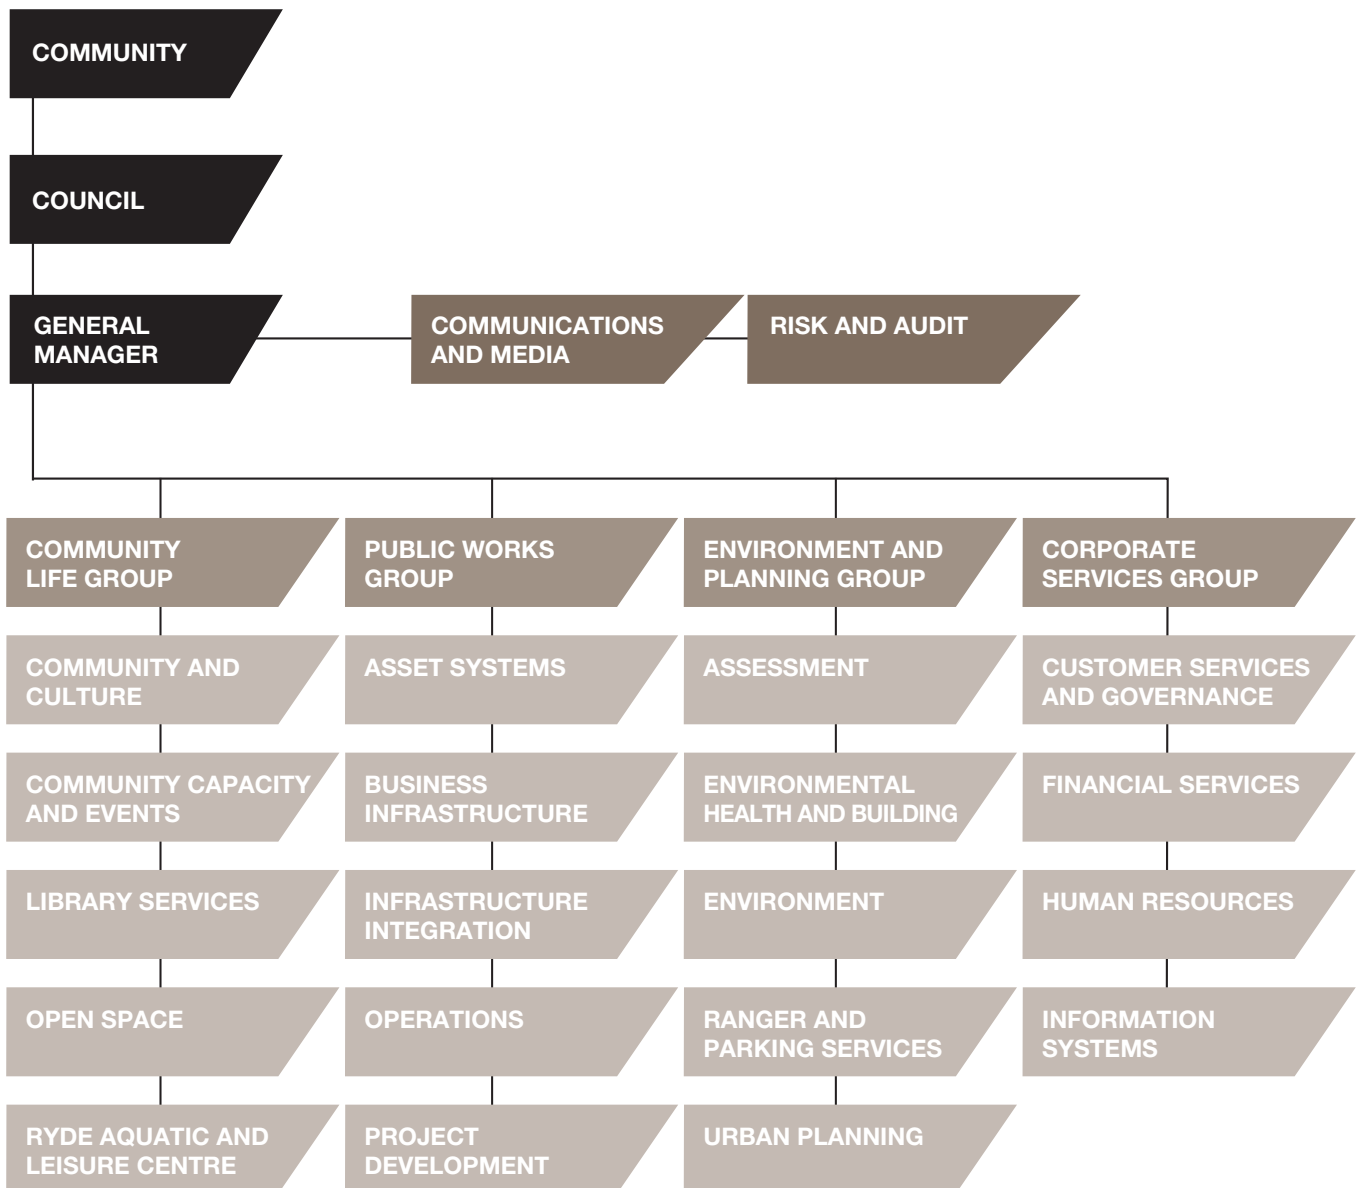 COMMUNITY
COUNCIL
GENERAL
MANAGER
COMMUNICATIONS
AND MEDIA
RISK AND AUDIT
COMMUNITY
LIFE GROUP
PUBLIC WORKS
GROUP
ENVIRONMENT AND
PLANNING GROUP
CORPORATE
SERVICES GROUP
COMMUNITY AND
CULTURE
ASSET SYSTEMS
ASSESSMENT
CUSTOMER SERVICES
AND GOVERNANCE
COMMUNITY CAPACITY
AND EVENTS
BUSINESS
INFRASTRUCTURE
ENVIRONMENTAL
HEALTH AND BUILDING
FINANCIAL SERVICES
LIBRARY SERVICES
INFRASTRUCTURE
INTEGRATION
ENVIRONMENT
HUMAN RESOURCES
OPEN SPACE
OPERATIONS
RANGER AND
PARKING SERVICES
INFORMATION
SYSTEMS
RYDE AQUATIC AND
LEISURE CENTRE
PROJECT
DEVELOPMENT
URBAN PLANNING